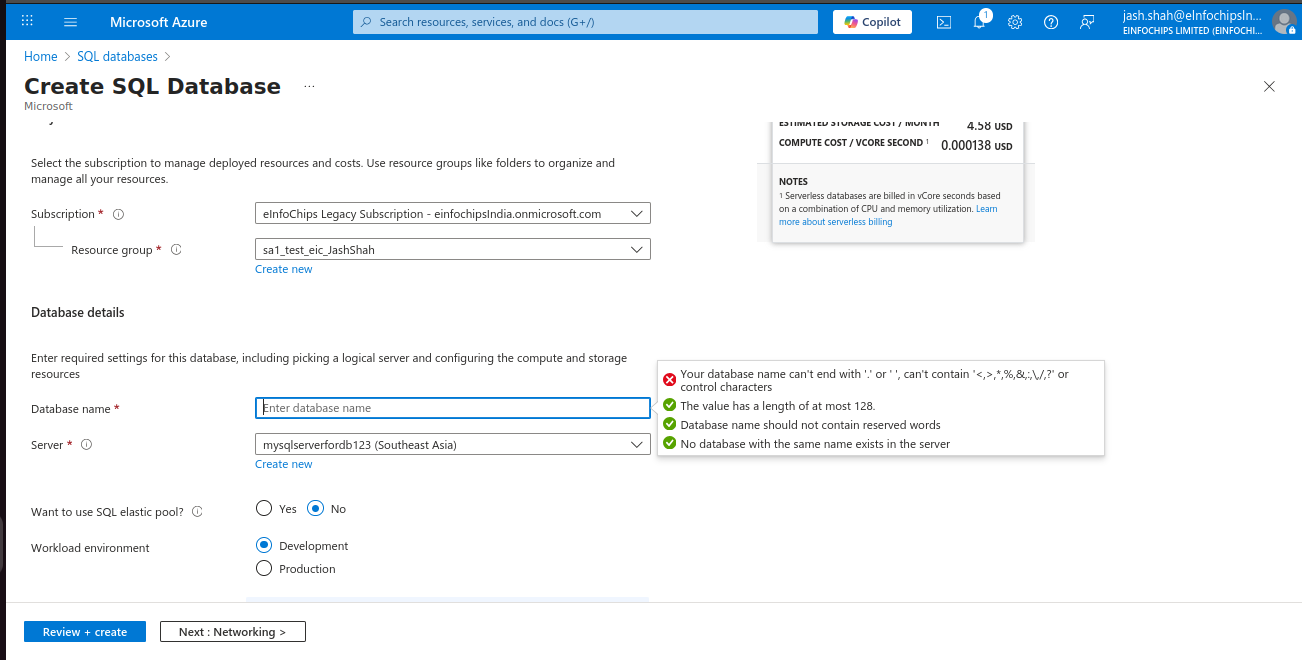 Microsoft Azure
Search resources, services, and docs (G+/)
Copilot
1
jash.shah@eInfochipsIn...
EINFOCHIPS LIMITED (EINFOCHI...
Home > SQL databases >
Create SQL Database ...
Microsoft
ESTIMATED STORAGE COST / MONTH 4.58 USD
COMPUTE COST / VCORE SECOND ¹ 0.000138 USD
NOTES
¹ Serverless databases are billed in vCore seconds based
on a combination of CPU and memory utilization. Learn
more about serverless billing
Select the subscription to manage deployed resources and costs. Use resource groups like folders to organize and
manage all your resources.
Subscription *
eInfoChips Legacy Subscription - einfochipsIndia.onmicrosoft.com
Resource group *
sa1_test_eic_JashShah
Create new
Database details
Enter required settings for this database, including picking a logical server and configuring the compute and storage
resources
Database name *
Enter database name
Your database name can't end with '.' or ' ', can't contain '<,>,*,%,&,:,\,/,?' or
control characters
The value has a length of at most 128.
Database name should not contain reserved words
No database with the same name exists in the server
Server *
mysqlserverfordb123 (Southeast Asia)
Create new
Want to use SQL elastic pool?
Yes No
Workload environment
Development
Production
Review + create
Next : Networking >